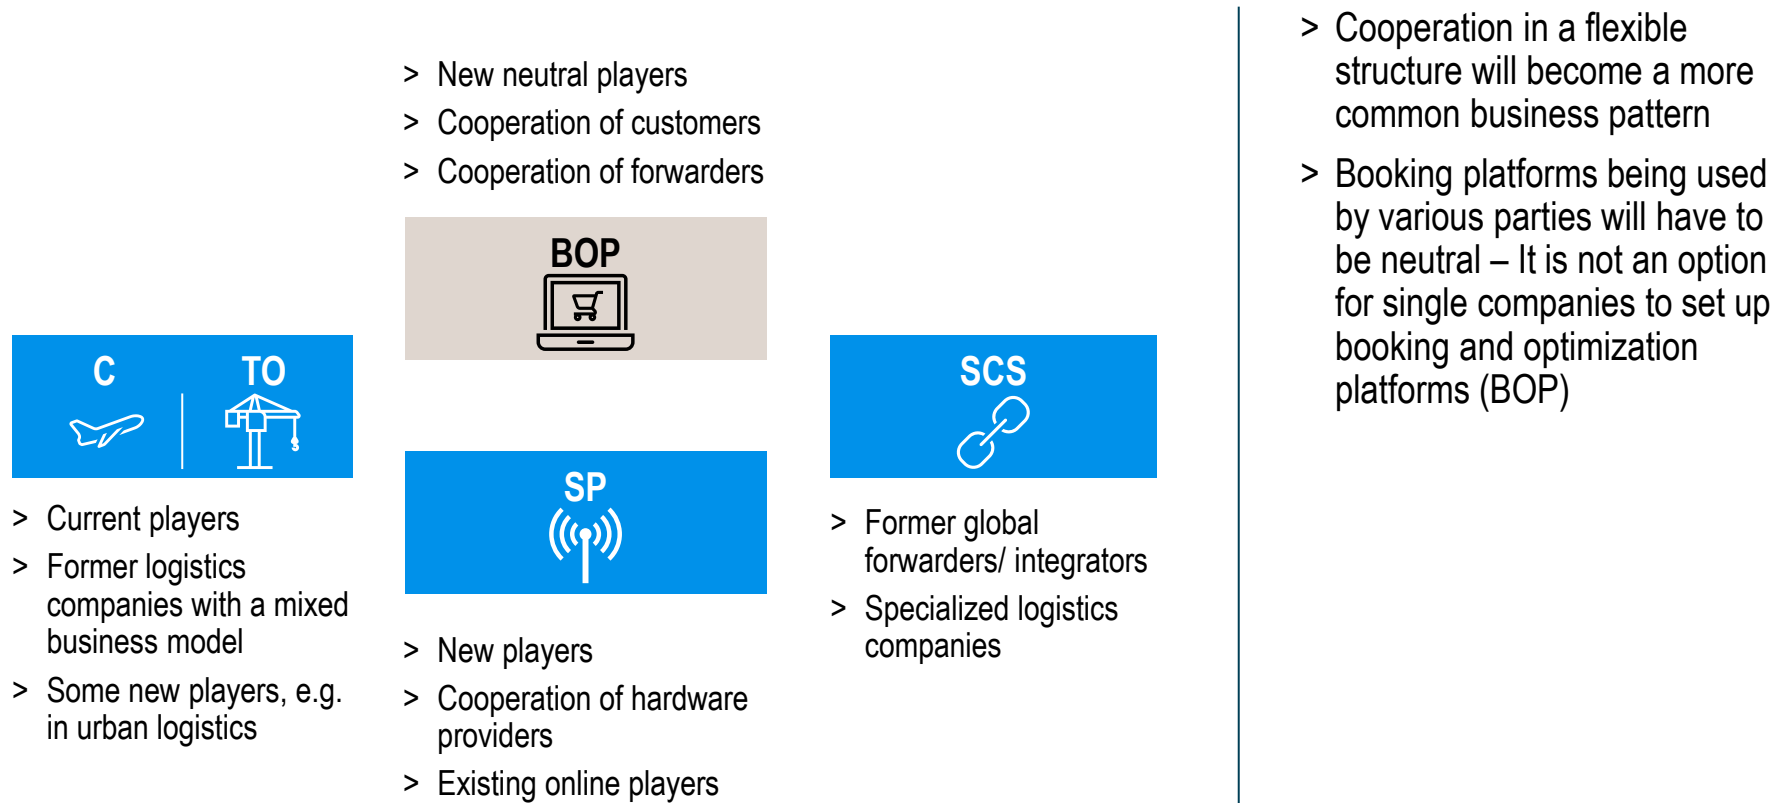 > New neutral players
> Cooperation of customers
> Cooperation of forwarders
BOP
C TO
> Current players
> Former logistics
companies with a mixed
business model
> Some new players, e.g.
in urban logistics
SP
> New players
> Cooperation of hardware
providers
> Existing online players
SCS
> Former global
forwarders/ integrators
> Specialized logistics
companies
> Cooperation in a flexible
structure will become a more
common business pattern
> Booking platforms being used
by various parties will have to
be neutral – It is not an option
for single companies to set up
booking and optimization
platforms (BOP)